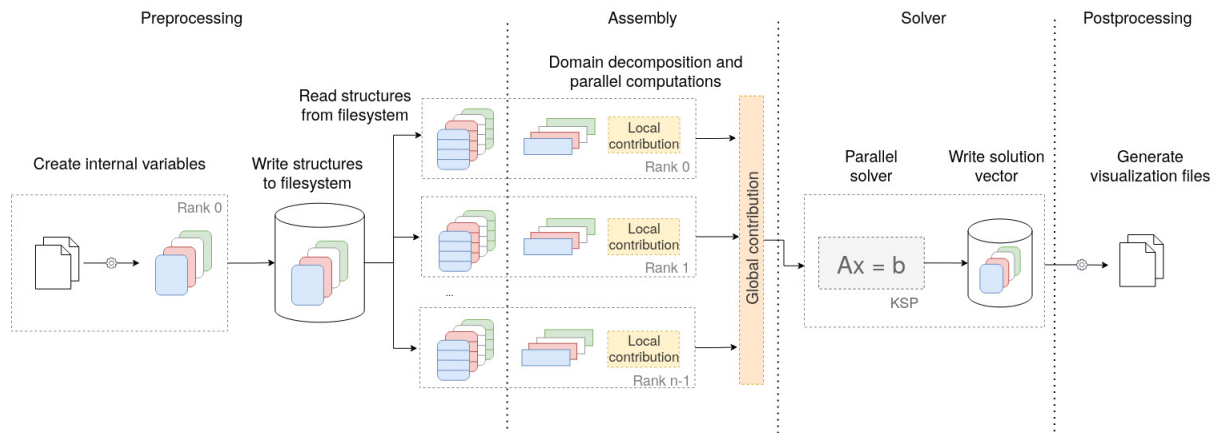 Preprocessing
Assembly
Solver
Postprocessing
Domain decomposition and
parallel computations
Read structures
from filesystem
Create internal variables
Write structures
to filesystem
Rank 0
Local
contribution
Rank 0
Local
contribution
Rank 1
...
Local
contribution
Rank n-1
Global contribution
Parallel
solver
Write solution
vector
Ax = b
KSP
Generate
visualization files